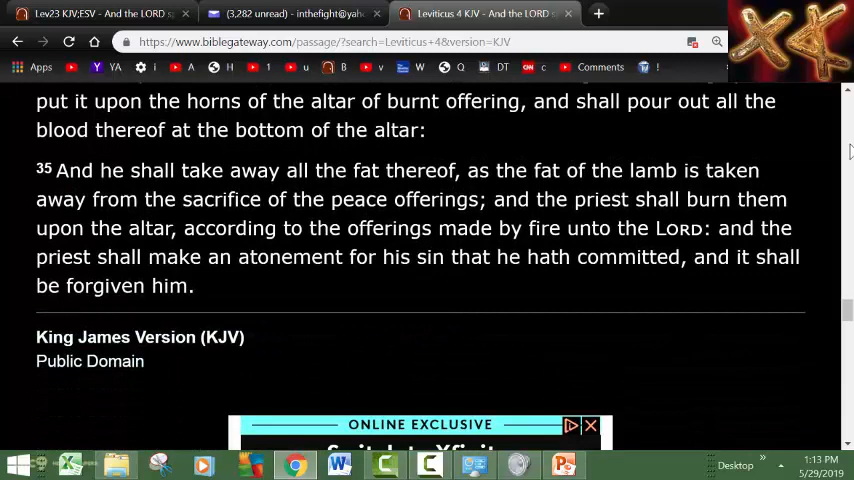 Lev23 KJV;ESV - And the LORD sp
(3,282 unread) - inthefight@yah
Leviticus 4 KJV - And the LORD s
https://www.biblegateway.com/passage/?search=Leviticus+4&version=KJV
Apps Y YA A H 1 u B v W Q DT CNN c Comments !
put it upon the horns of the altar of burnt offering, and shall pour out all the
blood thereof at the bottom of the altar:
35 And he shall take away all the fat thereof, as the fat of the lamb is taken
away from the sacrifice of the peace offerings; and the priest shall burn them
upon the altar, according to the offerings made by fire unto the LORD: and the
priest shall make an atonement for his sin that he hath committed, and it shall
be forgiven him.
King James Version (KJV)
Public Domain
ONLINE EXCLUSIVE
Desktop
1:13 PM
5/29/2019